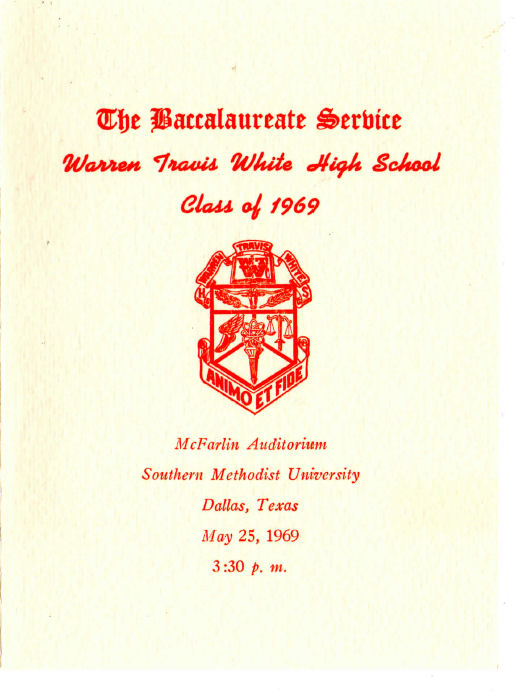 The Baccalaureate Service
Warren Travis White High School
Class of 1969
WARREN TRAVIS WHITE
W
H S
ANIMO ET FIDE
McFarlin Auditorium
Southern Methodist University
Dallas, Texas
May 25, 1969
3:30 p. m.